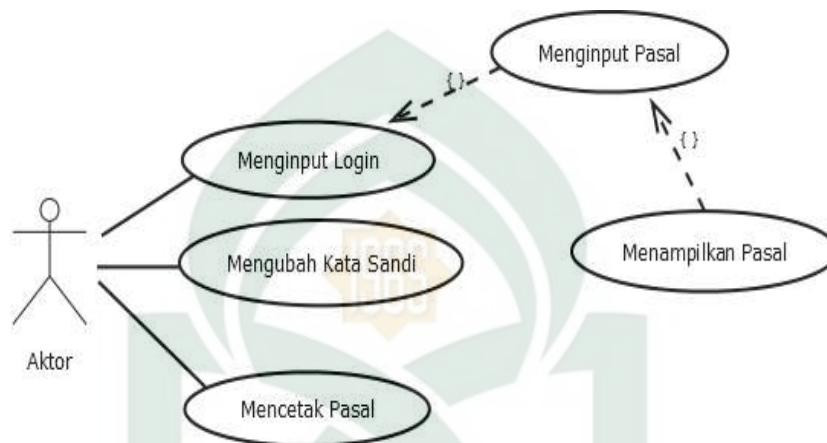 Menginput Pasal
{ }
Menginput Login
{ }
Menampilkan Pasal
Mengubah Kata Sandi
Aktor
Mencetak Pasal